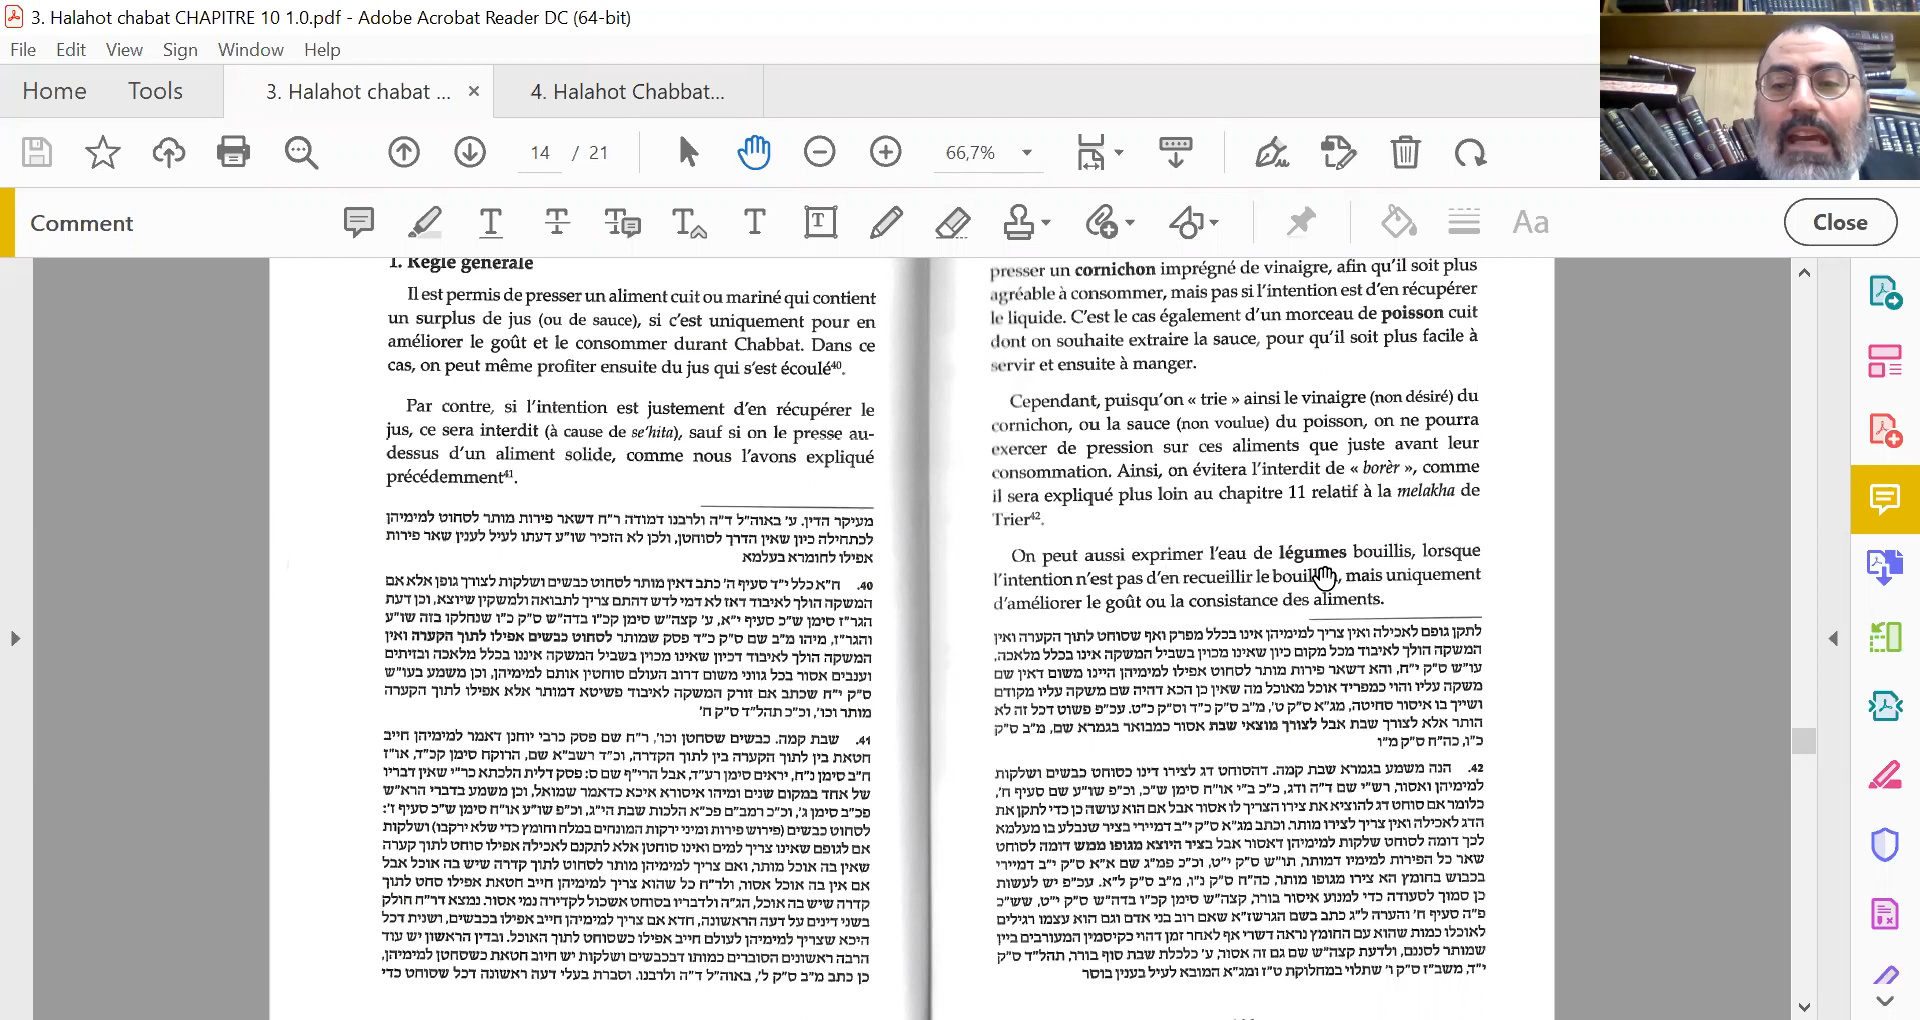 3. Halahot chabat CHAPITRE 10 1.0.pdf - Adobe Acrobat Reader DC (64-bit)
File Edit View Sign Window Help
Home Tools 3. Halahot chabat ... × 4. Halahot Chabbat...
14 / 21 66,7%
Comment Close
1. Règle générale
Il est permis de presser un aliment cuit ou mariné qui contient
un surplus de jus (ou de sauce), si c'est uniquement pour en
améliorer le goût et le consommer durant Chabbat. Dans ce
cas, on peut même profiter ensuite du jus qui s'est écoulé⁴⁰.
Par contre, si l'intention est justement d'en récupérer le
jus, ce sera interdit (à cause de se'hita), sauf si on le presse au-
dessus d'un aliment solide, comme nous l'avons expliqué
précédemment⁴¹.
מעיקר הדין. ע' באוה"ל ד"ה ולרבנו דמודה ר"ח דשאר פירות מותר לסחוט למימיהן
לכתחילה כיון שאין הדרך לסוחטן, ולכן לא הזכיר שו"ע דעתו לעיל לענין שאר פירות
אפילו לחומרא בעלמא
40. ח"א כלל י"ד סעיף ה' כתב דאין מותר לסחוט כבשים ושלקות לצורך גופן אלא אם
המשקה הולך לאיבוד דאז לא דמי לדש דהתם צריך לתבואה ולמשקין שיוצא, וכן דעת
הגר"ז סימן ש"כ סעיף י"א, ע' קצה"ש סימן קכ"ו בדה"ש ס"ק כ"ו שנחלקו בזה שו"ע
והגר"ז, מיהו מ"ב שם ס"ק כ"ד פסק שמותר לסחוט כבשים אפילו לתוך הקערה ואין
המשקה הולך לאיבוד דכיון שאינו מכוין בשביל המשקה איננו בכלל מלאכה ובזיתים
וענבים אסור בכל גווני משום דרוב העולם סוחטין אותם למימיהן, וכן משמע בעו"ש
ס"ק י"ח שכתב אם זורק המשקה לאיבוד פשיטא דמותר אלא אפילו לתוך הקערה
מותר וכו', וכ"כ תהל"ד ס"ק ח'
41. שבת קמה. כבשים שסחטן וכו', ר"ח שם פסק כרבי יוחנן דאמר למימיהן חייב
חטאת בין לתוך הקערה בין לתוך הקדרה, וכ"ד רשב"א שם, הרוקח סימן קכ"ד, או"ז
ח"ב סימן נ"ח, יראים סימן רע"ד, אבל הרי"ף שם ס: פסק דלית הלכתא כר"י שאין דבריו
של אחד במקום שנים ומיהו איסורא איכא כדאמר שמואל, וכן משמע בדברי הרא"ש
פכ"ב סימן ג', וכ"כ רמב"ם פכ"א הלכות שבת הי"ג, וכ"פ שו"ע או"ח סימן ש"כ סעיף ז':
לסחוט כבשים (פירוש פירות ומיני ירקות המונחים במלח וחומץ כדי שלא ירקבו) ושלקות
אם לגופם שאינו צריך למים ואינו סוחטן אלא לתקנם לאכילה אפילו סוחט לתוך קערה
שאין בה אוכל מותר, ואם צריך למימיהן מותר לסחוט לתוך קדרה שיש בה אוכל אבל
אם אין בה אוכל אסור, ולר"ח כל שהוא צריך למימיהן חייב חטאת אפילו סחט לתוך
קדרה שיש בה אוכל, הג"ה ולדבריו בסוחט אשכול לקדירה נמי אסור. נמצא דר"ח חולק
בשני דינים על דעה הראשונה, חדא אם צריך למימיהן חייב אפילו בכבשים, ושנית דכל
היכא שצריך למימיהן לעולם חייב אפילו כשסוחט לתוך האוכל. ובדין הראשון יש עוד
הרבה ראשונים הסוברים כמותו דבכבשים ושלקות יש חיוב חטאת כשסחטן למימיהן,
כן כתב מ"ב ס"ק ל', באוה"ל ד"ה ולרבנו. וסברת בעלי דעה ראשונה דכל שסוחט כדי
presser un cornichon imprégné de vinaigre, afin qu'il soit plus
agréable à consommer, mais pas si l'intention est d'en récupérer
le liquide. C'est le cas également d'un morceau de poisson cuit
dont on souhaite extraire la sauce, pour qu'il soit plus facile à
servir et ensuite à manger.
Cependant, puisqu'on « trie » ainsi le vinaigre (non désiré) du
cornichon, ou la sauce (non voulue) du poisson, on ne pourra
exercer de pression sur ces aliments que juste avant leur
consommation. Ainsi, on évitera l'interdit de « borèr », comme
il sera expliqué plus loin au chapitre 11 relatif à la melakha de
Trier⁴².
On peut aussi exprimer l'eau de légumes bouillis, lorsque
l'intention n'est pas d'en recueillir le bouillon, mais uniquement
d'améliorer le goût ou la consistance des aliments.
לתקן גופם לאכילה ואין צריך למימיהן אינו בכלל מפרק ואף שסוחט לתוך הקערה ואין
המשקה הולך לאיבוד מכל מקום כיון שאינו מכוין בשביל המשקה אינו בכלל מלאכה,
עו"ש ס"ק י"ח, והא דשאר פירות מותר לסחוט אפילו למימיהן היינו משום דאין שם
משקה עליו והוי כמפריד אוכל מאוכל מה שאין כן הכא דהיה שם משקה עליו מקודם
ושייך בו איסור סחיטה, מג"א ס"ק ט', מ"ב ס"ק כ"ד וס"ק כ"ט. עכ"פ פשוט דכל זה לא
הותר אלא לצורך שבת אבל לצורך מוצאי שבת אסור כמבואר בגמרא שם, מ"ב ס"ק
כ"ו, כה"ח ס"ק מ"ו
42. הנה משמע בגמרא שבת קמה. דהסוחט דג לצירו דינו כסוחט כבשים ושלקות
למימיהן ואסור, רש"י שם ד"ה ודג, כ"כ ב"י או"ח סימן ש"כ, וכ"פ שו"ע שם סעיף ח',
כלומר אם סוחט דג להוציא את צירו הצריך לו אסור אבל אם הוא עושה כן כדי לתקן את
הדג לאכילה ואין צריך לצירו מותר. וכתב מג"א ס"ק י"ב דמיירי בציר שנבלע בו מעלמא
לכך דומה לסוחט שלקות למימיהן דאסור אבל בציר היוצא מגופו ממש דומה לסוחט
שאר כל הפירות למימיו דמותר, תו"ש ס"ק י"ט, וכ"כ פמ"ג שם א"א ס"ק י"ב דמיירי
בכבוש בחומץ הא צירו מגופו מותר, כה"ח ס"ק נ"ו, מ"ב ס"ק ל"א. עכ"פ יש לעשות
כן סמוך לסעודה כדי למנוע איסור בורר, קצה"ש סימן קכ"ו בדה"ש ס"ק י"ט, שש"כ
פ"ה סעיף ח' והערה ל"ג כתב בשם הגרשז"א שאם רוב בני אדם וגם הוא עצמו רגילים
לאוכלו כמות שהוא עם החומץ נראה דשרי אף לאחר זמן דהוי כקיסמין המעורבים ביין
שמותר לסננם, ולדעת קצה"ש שם גם זה אסור, ע' כלכלת שבת סוף בורר, תהל"ד ס"ק
י"ד, משב"ז ס"ק ו' שתלוי במחלוקת ט"ז ומג"א המובא לעיל בענין בוסר